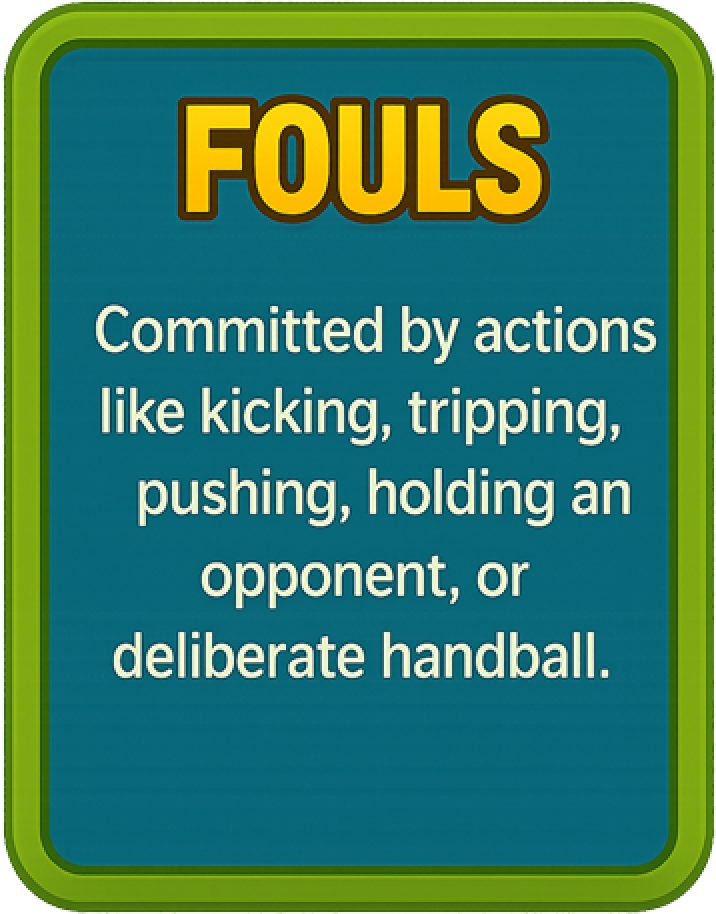 FOULS
Committed by actions
like kicking, tripping,
pushing, holding an
opponent, or
deliberate handball.